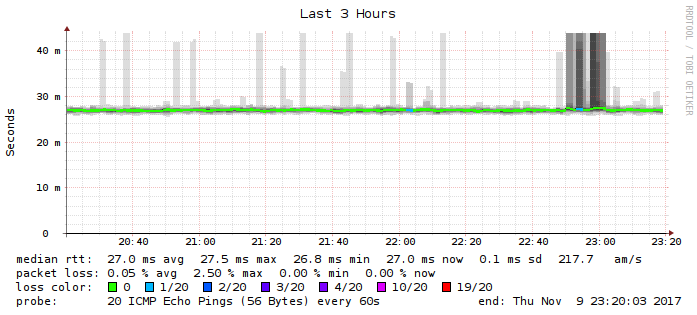 Last 3 Hours
RRDTOOL / TOBI OETIKER
Seconds
40 m
30 m
20 m
10 m
0
20:40 21:00 21:20 21:40 22:00 22:20 22:40 23:00 23:20
median rtt: 27.0 ms avg 27.5 ms max 26.8 ms min 27.0 ms now 0.1 ms sd 217.7 am/s
packet loss: 0.05 % avg 2.50 % max 0.00 % min 0.00 % now
loss color: 0 1/20 2/20 3/20 4/20 10/20 19/20
probe: 20 ICMP Echo Pings (56 Bytes) every 60s end: Thu Nov 9 23:20:03 2017